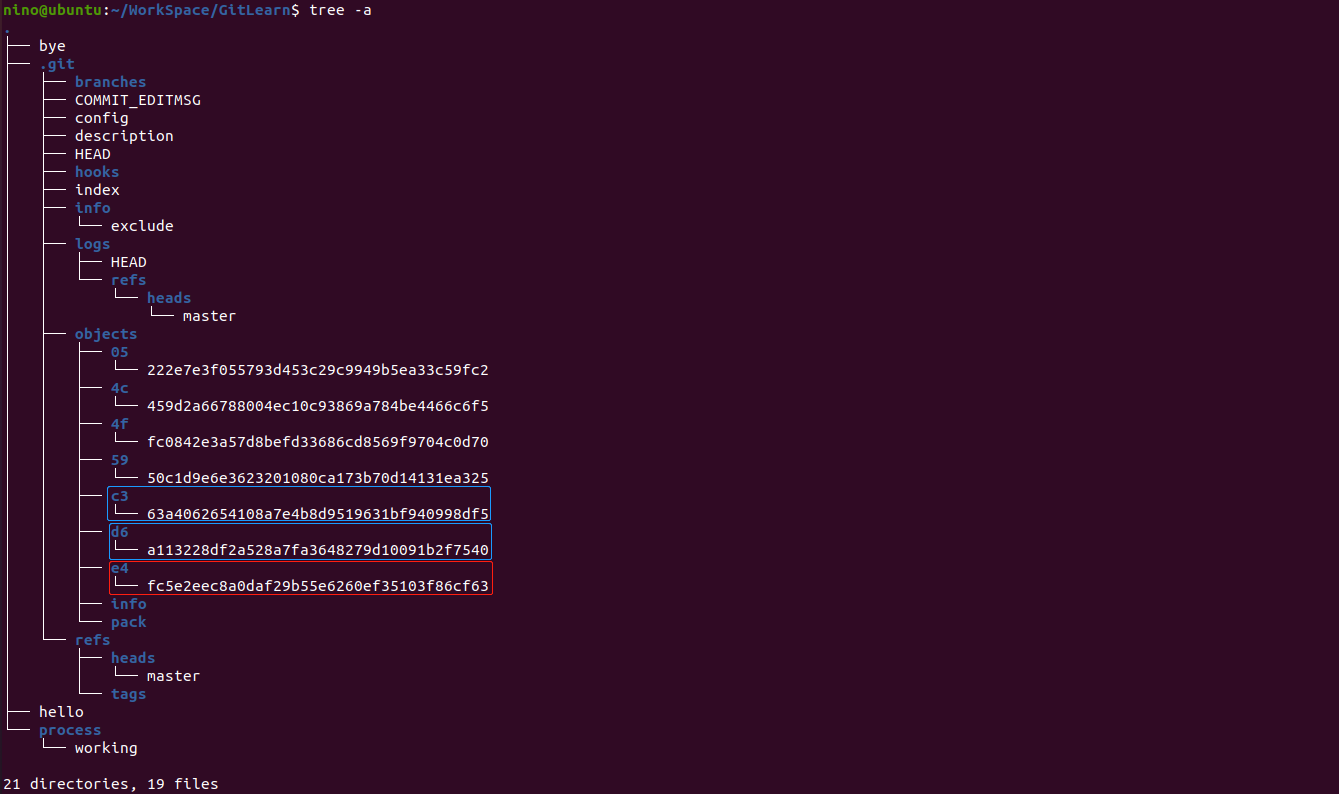 nino@ubuntu:~/WorkSpace/GitLearn$ tree -a
.
├── bye
├── .git
│   ├── branches
│   ├── COMMIT_EDITMSG
│   ├── config
│   ├── description
│   ├── HEAD
│   ├── hooks
│   ├── index
│   ├── info
│   │   └── exclude
│   ├── logs
│   │   ├── HEAD
│   │   └── refs
│   │       └── heads
│   │           └── master
│   ├── objects
│   │   ├── 05
│   │   │   └── 222e7e3f055793d453c29c9949b5ea33c59fc2
│   │   ├── 4c
│   │   │   └── 459d2a66788004ec10c93869a784be4466c6f5
│   │   ├── 4f
│   │   │   └── fc0842e3a57d8befd33686cd8569f9704c0d70
│   │   ├── 59
│   │   │   └── 50c1d9e6e3623201080ca173b70d14131ea325
│   │   ├── c3
│   │   │   └── 63a4062654108a7e4b8d9519631bf940998df5
│   │   ├── d6
│   │   │   └── a113228df2a528a7fa3648279d10091b2f7540
│   │   ├── e4
│   │   │   └── fc5e2eec8a0daf29b55e6260ef35103f86cf63
│   │   ├── info
│   │   └── pack
│   └── refs
│       ├── heads
│       │   └── master
│       └── tags
├── hello
└── process
    └── working
21 directories, 19 files